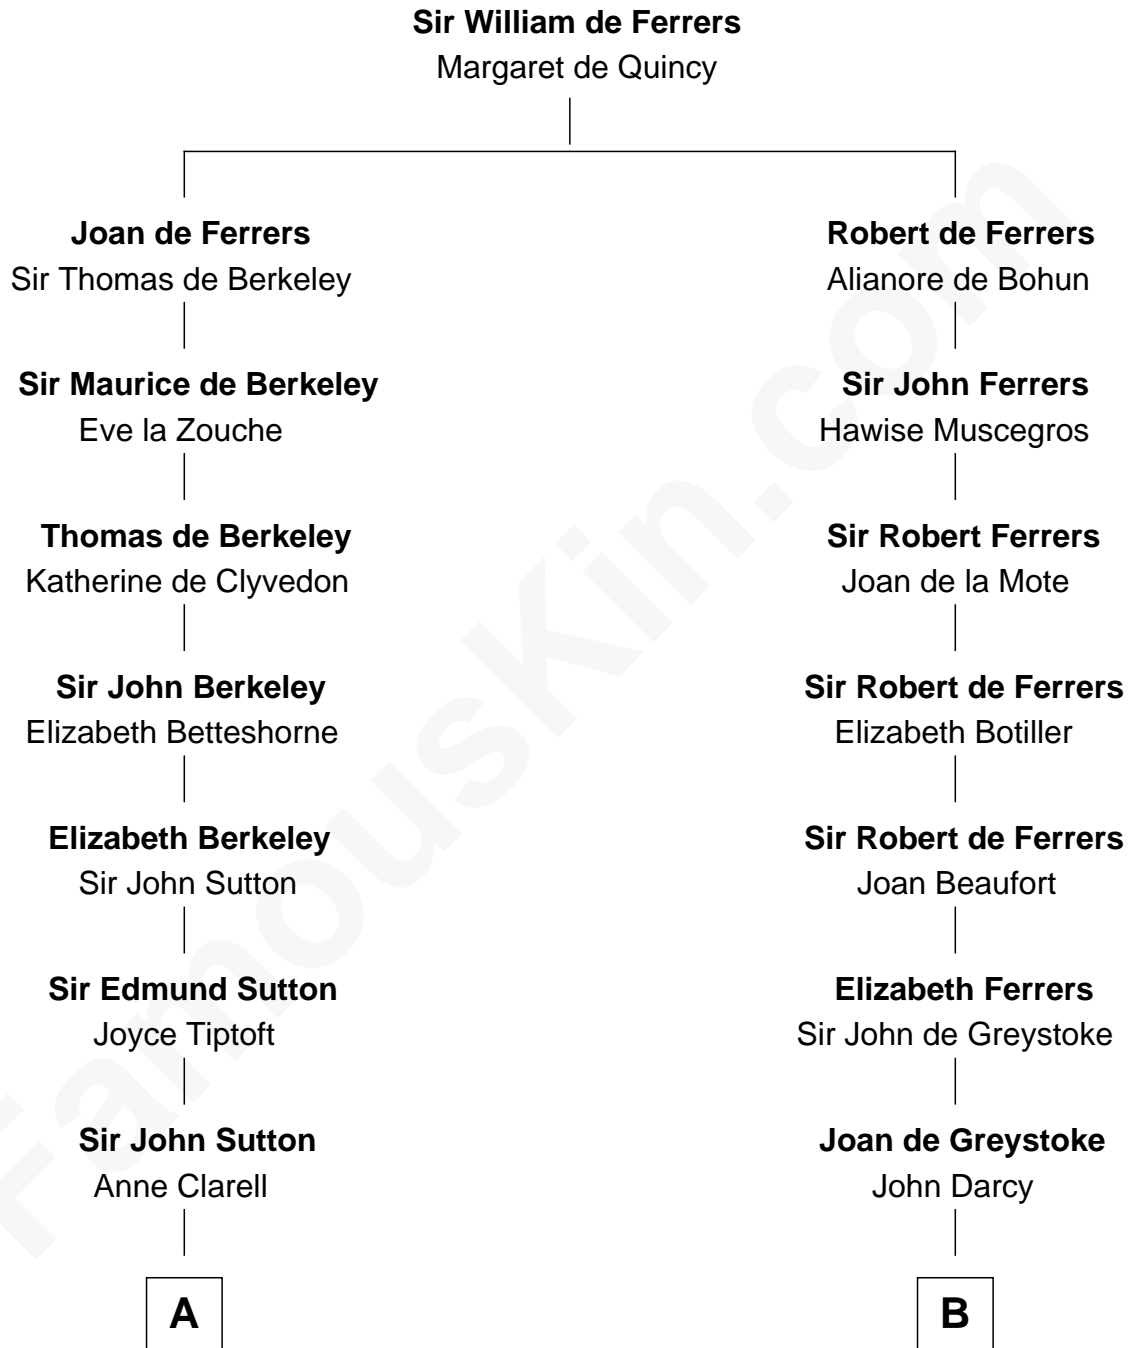 Sir William de Ferrers
Margaret de Quincy
Joan de Ferrers
Sir Thomas de Berkeley
Robert de Ferrers
Alianore de Bohun
Sir Maurice de Berkeley
Eve la Zouche
Sir John Ferrers
Hawise Muscegros
Thomas de Berkeley
Katherine de Clyvedon
Sir Robert Ferrers
Joan de la Mote
Sir John Berkeley
Elizabeth Betteshorne
Sir Robert de Ferrers
Elizabeth Botiller
Elizabeth Berkeley
Sir John Sutton
Sir Robert de Ferrers
Joan Beaufort
Sir Edmund Sutton
Joyce Tiptoft
Elizabeth Ferrers
Sir John de Greystoke
Sir John Sutton
Anne Clarell
Joan de Greystoke
John Darcy
A
B
FamousKin.com